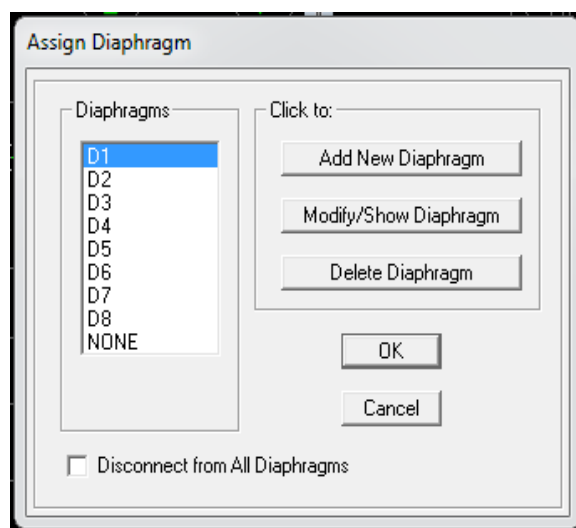 Assign Diaphragm
Diaphragms
D1
D2
D3
D4
D5
D6
D7
D8
NONE
Click to:
Add New Diaphragm
Modify/Show Diaphragm
Delete Diaphragm
OK
Cancel
Disconnect from All Diaphragms